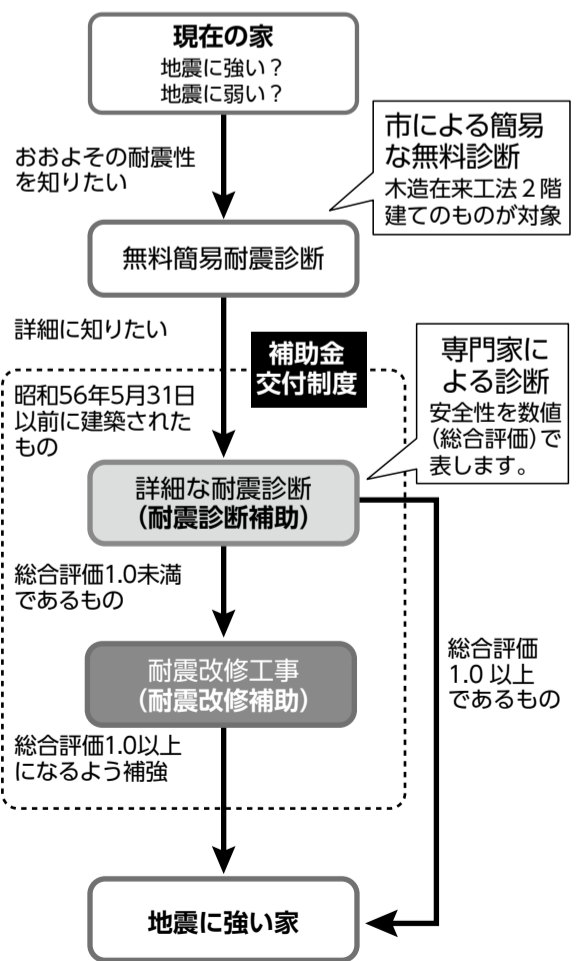 現在の家
地震に強い？
地震に弱い？
おおよその耐震性
を知りたい
市による簡易
な無料診断
木造在来工法２階
建てのものが対象
無料簡易耐震診断
詳細に知りたい
補助金
交付制度
専門家に
よる診断
安全性を数値
（総合評価）で
表します。
昭和56年5月31日
以前に建築された
もの
詳細な耐震診断
（耐震診断補助）
総合評価1.0未満
であるもの
耐震改修工事
（耐震改修補助）
総合評価
1.0 以上
であるもの
総合評価1.0以上
になるよう補強
地震に強い家